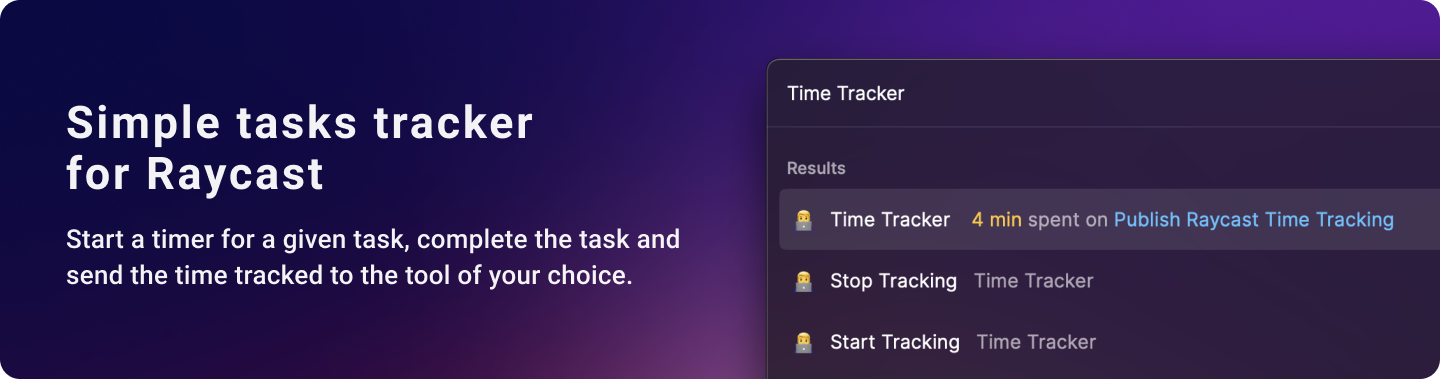 Simple tasks tracker
for Raycast
Start a timer for a given task, complete the task and
send the time tracked to the tool of your choice.
Time Tracker
Results
Time Tracker 4 min spent on Publish Raycast Time Tracking
Stop Tracking Time Tracker
Start Tracking Time Tracker